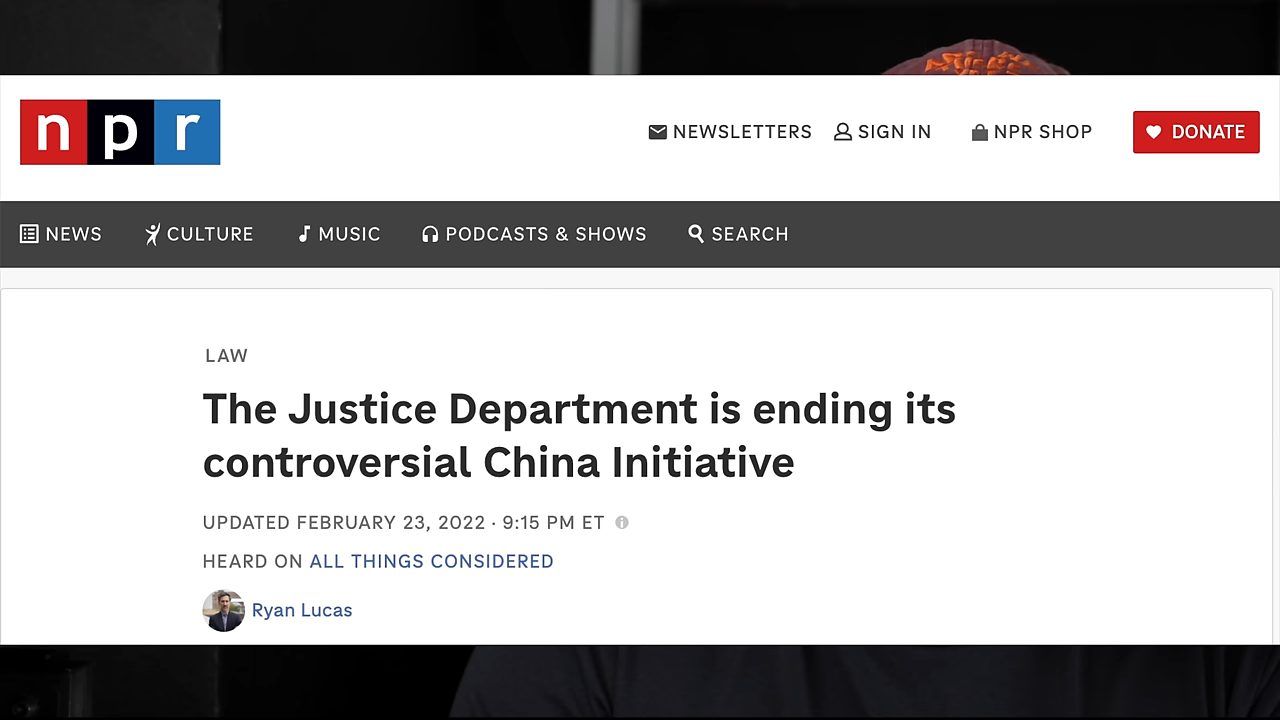 npr
NEWSLETTERS SIGN IN NPR SHOP DONATE
NEWS CULTURE MUSIC PODCASTS & SHOWS SEARCH
LAW
The Justice Department is ending its
controversial China Initiative
UPDATED FEBRUARY 23, 2022 · 9:15 PM ET
HEARD ON ALL THINGS CONSIDERED
Ryan Lucas